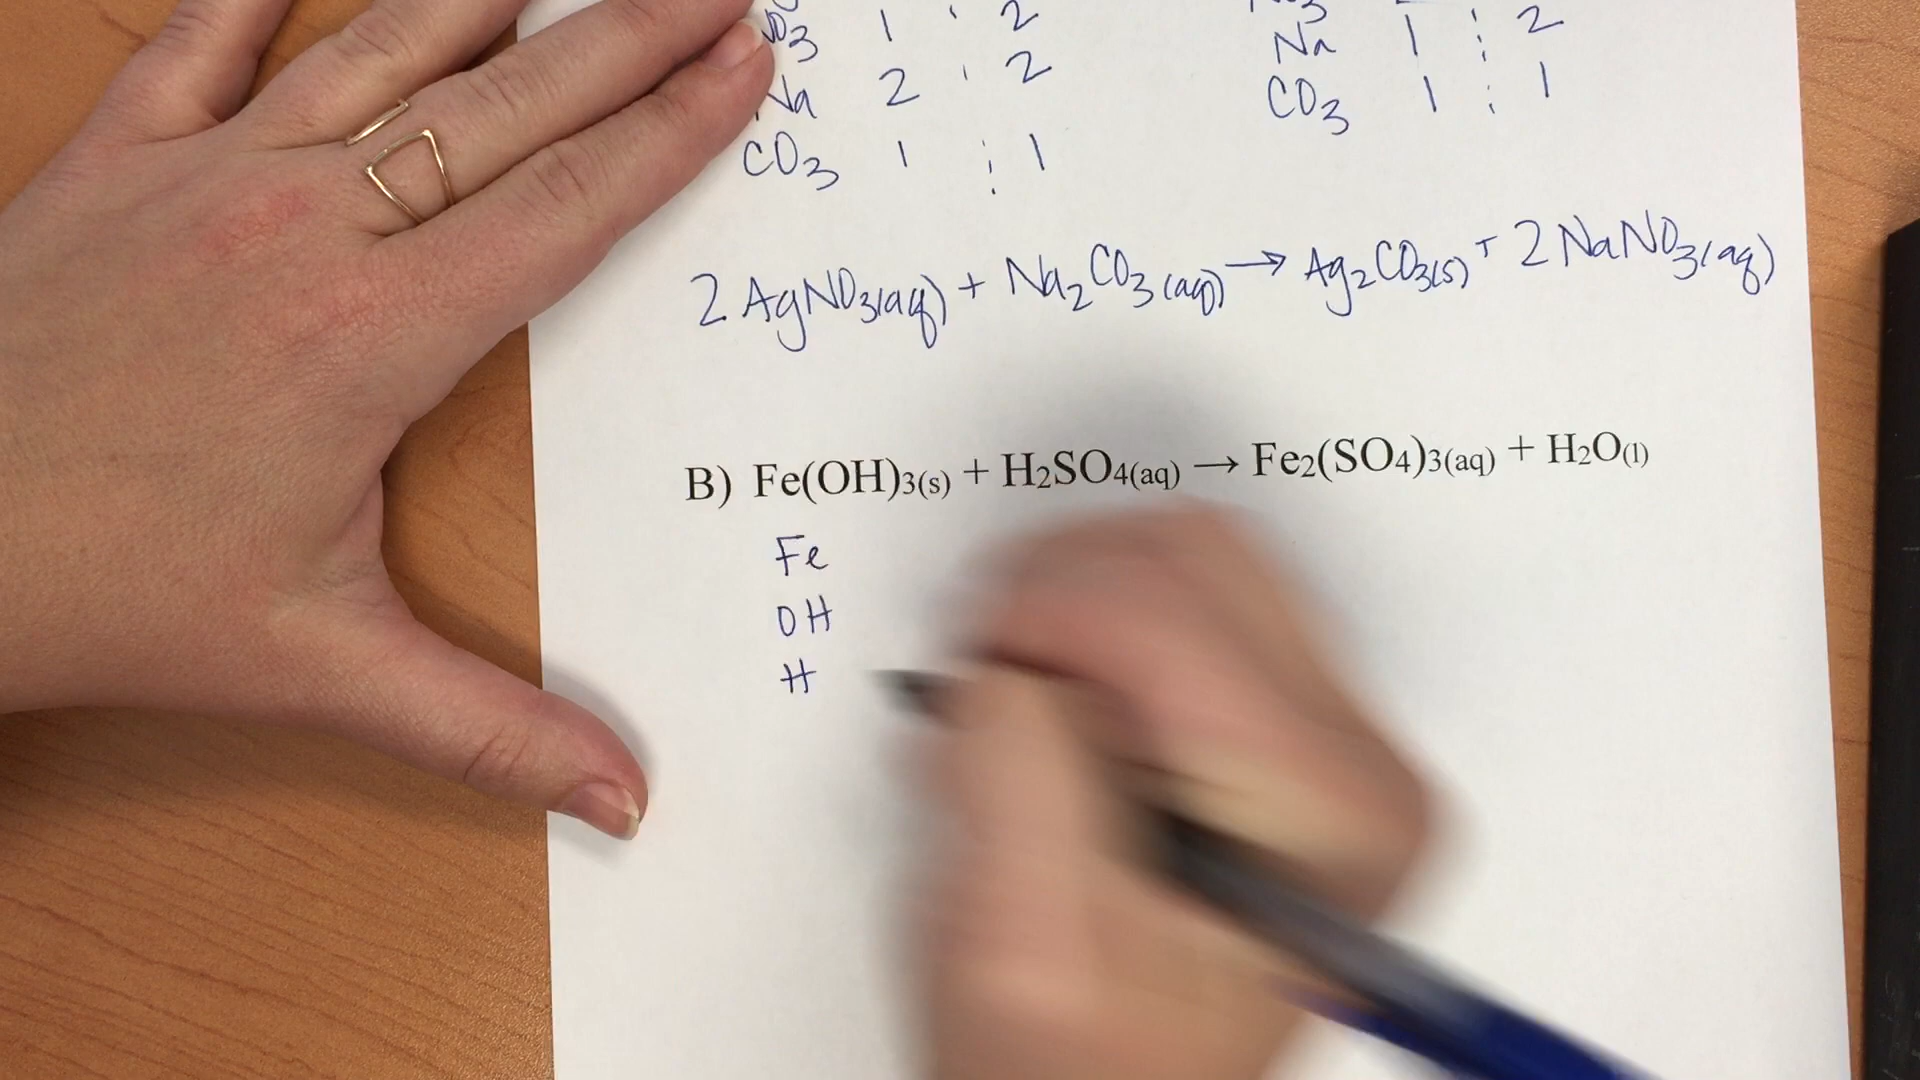 1 2 Na 1 2
Na 2 2 CO3 1 1
CO3 1 1
2 AgNO3(aq) + Na2CO3(aq) → Ag2CO3(s) + 2 NaNO3(aq)
B) Fe(OH)3(s) + H2SO4(aq) → Fe2(SO4)3(aq) + H2O(l)
Fe
OH
H